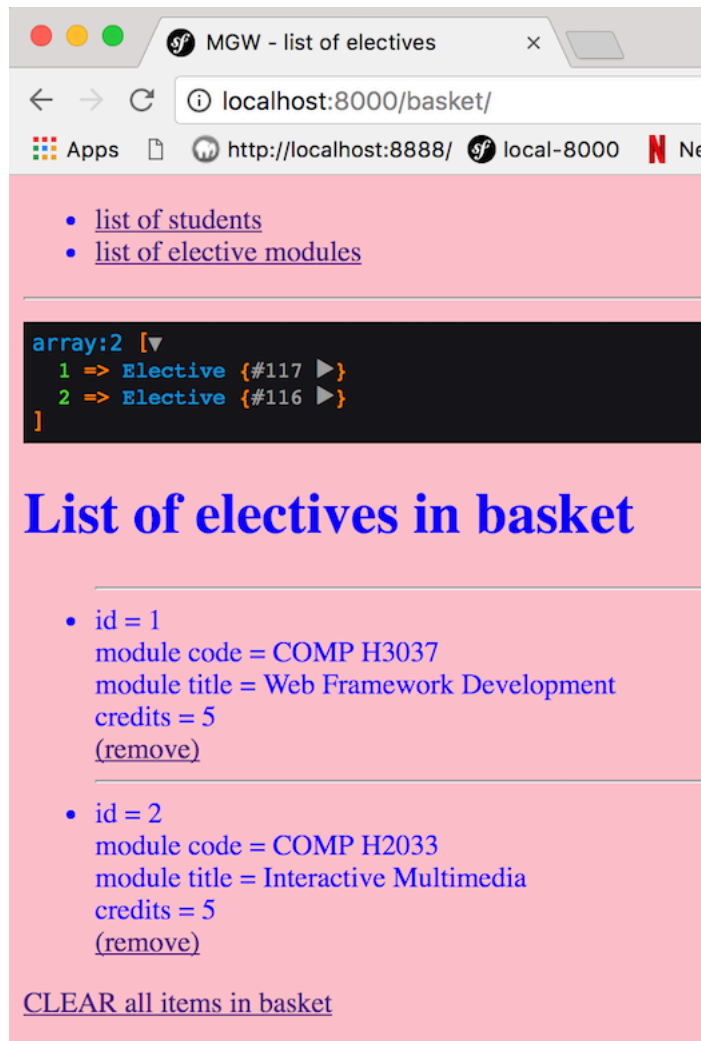 MGW - list of electives
localhost:8000/basket/
Apps http://localhost:8888/ local-8000 N Ne
list of students
list of elective modules
array:2 [▼
1 => Elective {#117 ▶}
2 => Elective {#116 ▶}
]
List of electives in basket
id = 1
module code = COMP H3037
module title = Web Framework Development
credits = 5
(remove)
id = 2
module code = COMP H2033
module title = Interactive Multimedia
credits = 5
(remove)
CLEAR all items in basket